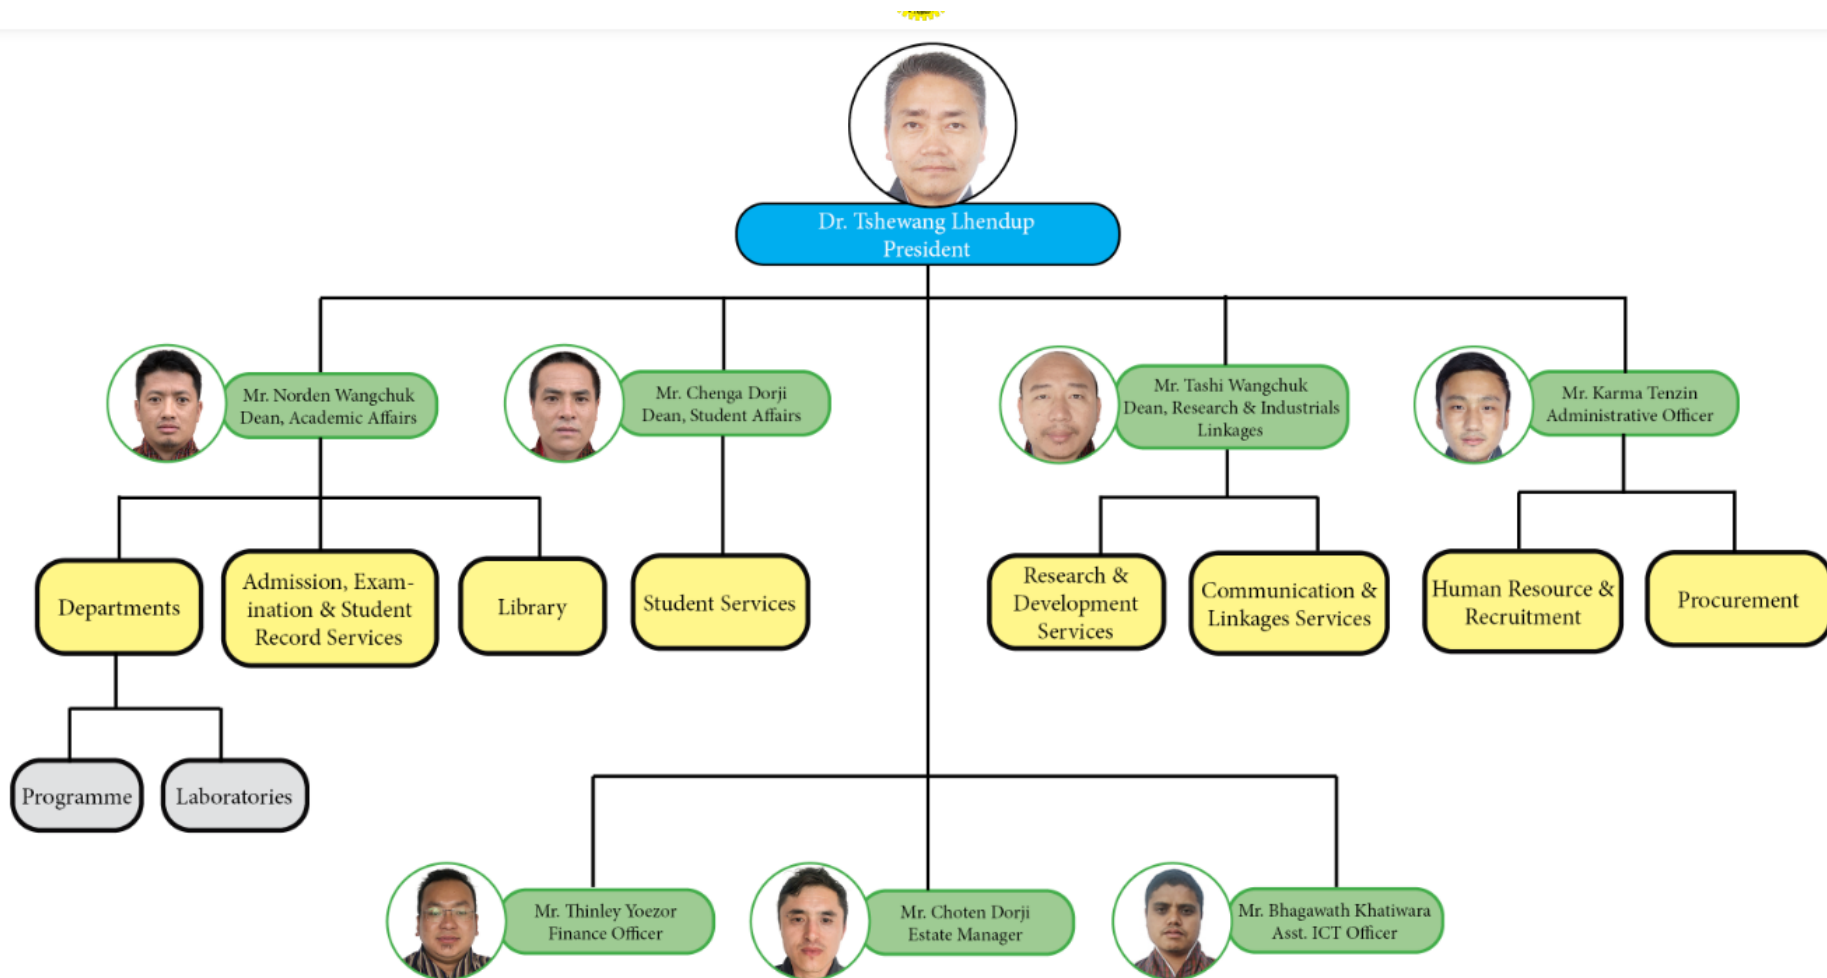 Dr. Tshewang Lhendup
President
Mr. Norden Wangchuk
Dean, Academic Affairs
Mr. Chenga Dorji
Dean, Student Affairs
Mr. Tashi Wangchuk
Dean, Research & Industrials
Linkages
Mr. Karma Tenzin
Administrative Officer
Departments
Admission, Exam-
ination & Student
Record Services
Library
Student Services
Research &
Development
Services
Communication &
Linkages Services
Human Resource &
Recruitment
Procurement
Programme
Laboratories
Mr. Thinley Yoezor
Finance Officer
Mr. Choten Dorji
Estate Manager
Mr. Bhagawath Khatiwara
Asst. ICT Officer